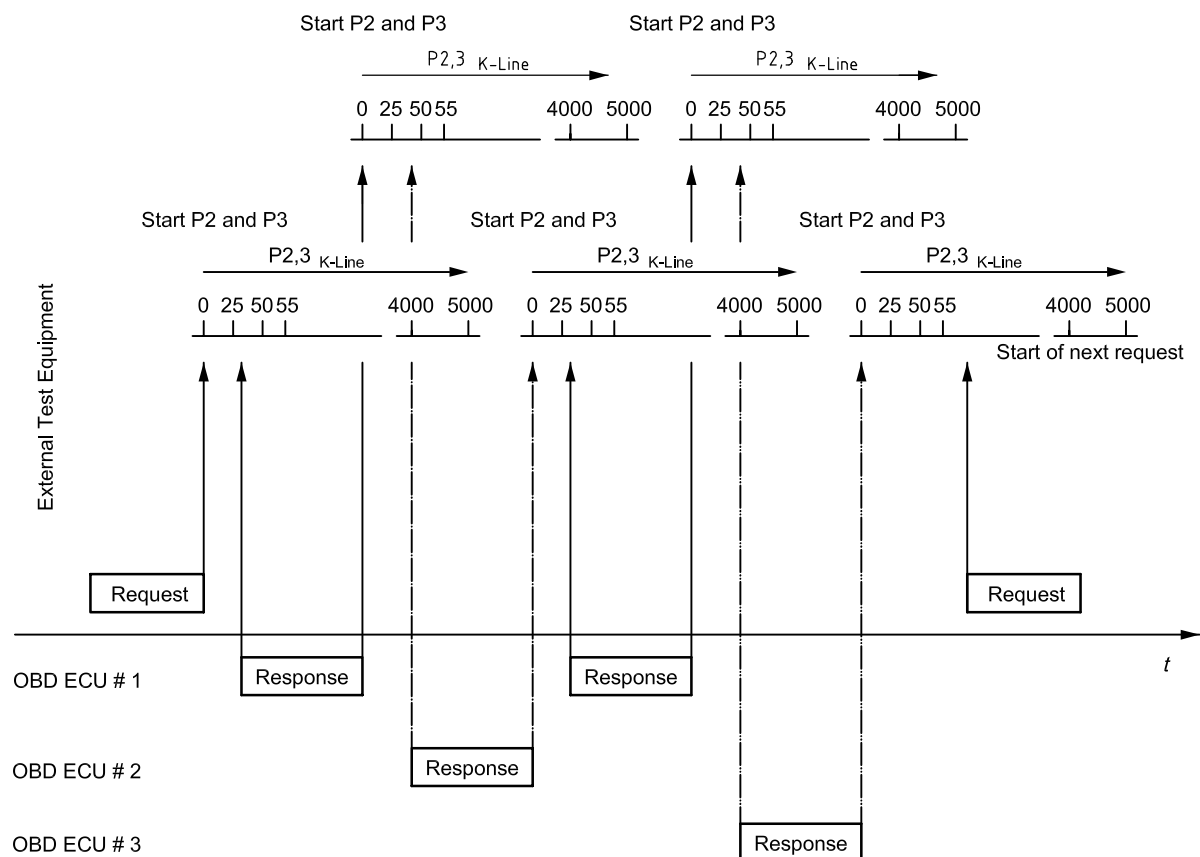 Start P2 and P3 Start P2 and P3
P2,3 K-Line P2,3 K-Line
0 25 50 55 4000 5000 0 25 50 55 4000 5000
Start P2 and P3 Start P2 and P3 Start P2 and P3
P2,3 K-Line P2,3 K-Line
0 25 50 55 4000 5000 0 25 50 55 4000 5000 0 25 50 55 4000 5000
Start of next request
External Test Equipment
Request Request
t
OBD ECU # 1 Response Response
OBD ECU # 2 Response
OBD ECU # 3 Response